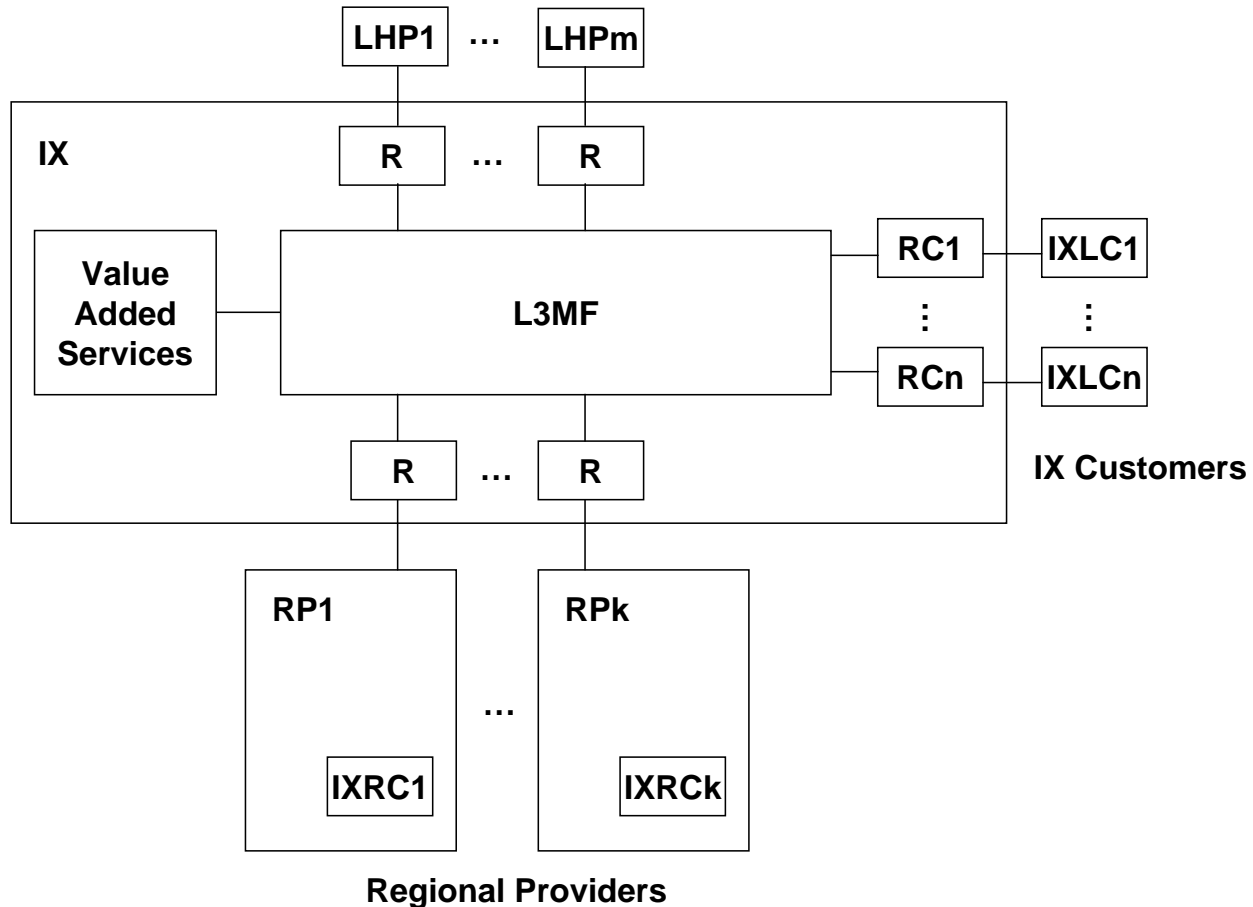 LHP1 … LHPm
IX
R … R
Value
Added
Services
L3MF
RC1
IXLC1
⋮
⋮
RCn
IXLCn
R … R
IX Customers
RP1
RPk
…
IXRC1
IXRCk
Regional Providers